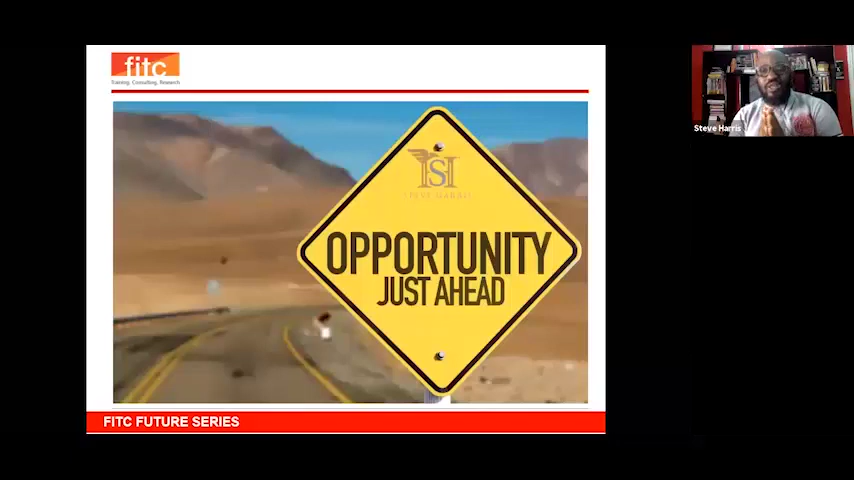 fitc
Training, Consulting, Research
Steve Harris
OPPORTUNITY
JUST AHEAD
FITC FUTURE SERIES